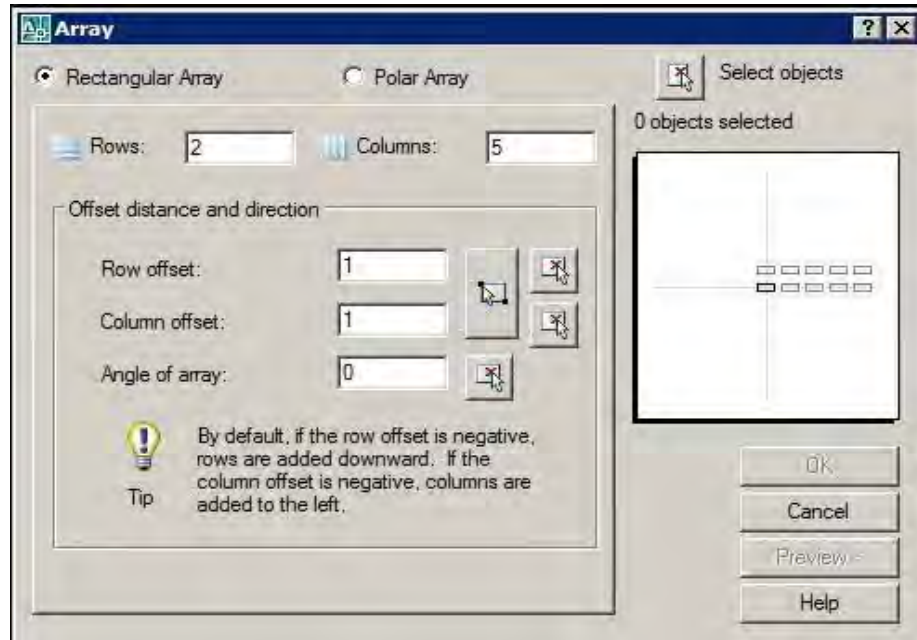 Array
Rectangular Array
Polar Array
Select objects
0 objects selected
Rows: 2
Columns: 5
Offset distance and direction
Row offset: 1
Column offset: 1
Angle of array: 0
By default, if the row offset is negative,
rows are added downward. If the
column offset is negative, columns are
added to the left.
Tip
OK
Cancel
Preview <
Help